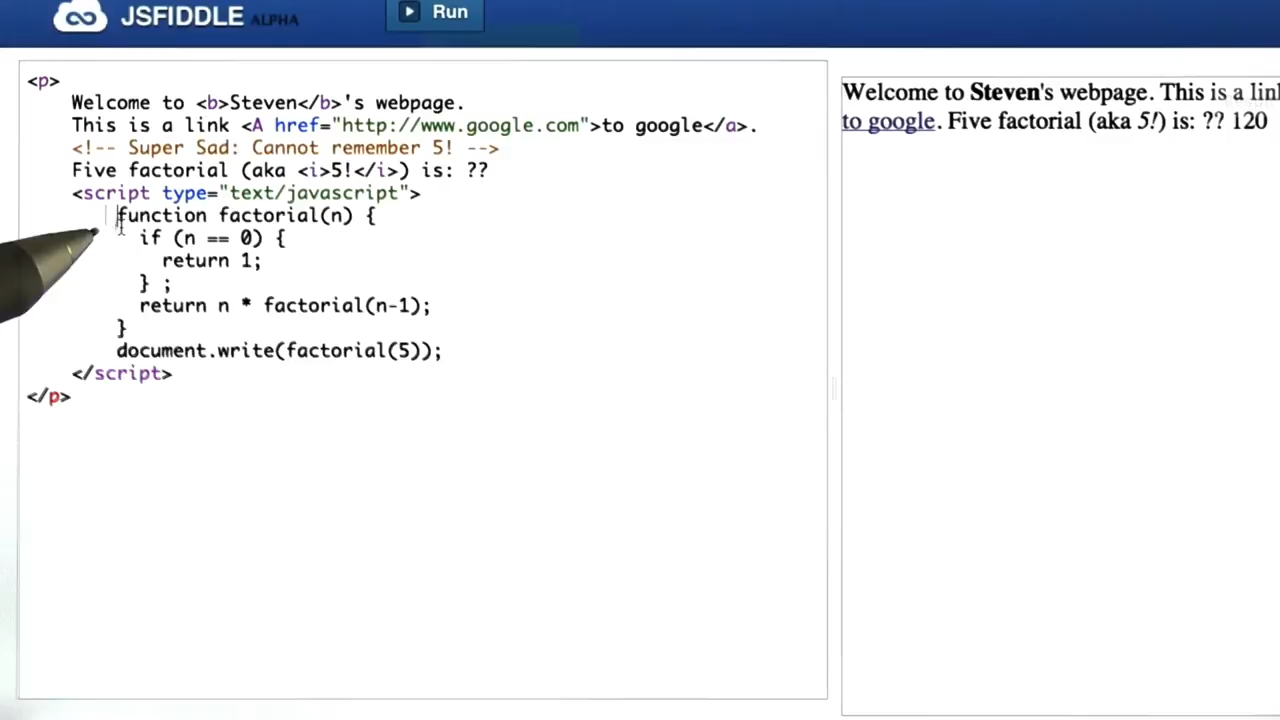 JSFIDDLE ALPHA
Run
<p>
Welcome to <b>Steven</b>'s webpage.
This is a link <A href="http://www.google.com">to google</a>.
<!-- Super Sad: Cannot remember 5! -->
Five factorial (aka <i>5!</i>) is: ??
<script type="text/javascript">
function factorial(n) {
if (n == 0) {
return 1;
} ;
return n * factorial(n-1);
}
document.write(factorial(5));
</script>
</p>
Welcome to Steven's webpage. This is a link
to google. Five factorial (aka 5!) is: ?? 120